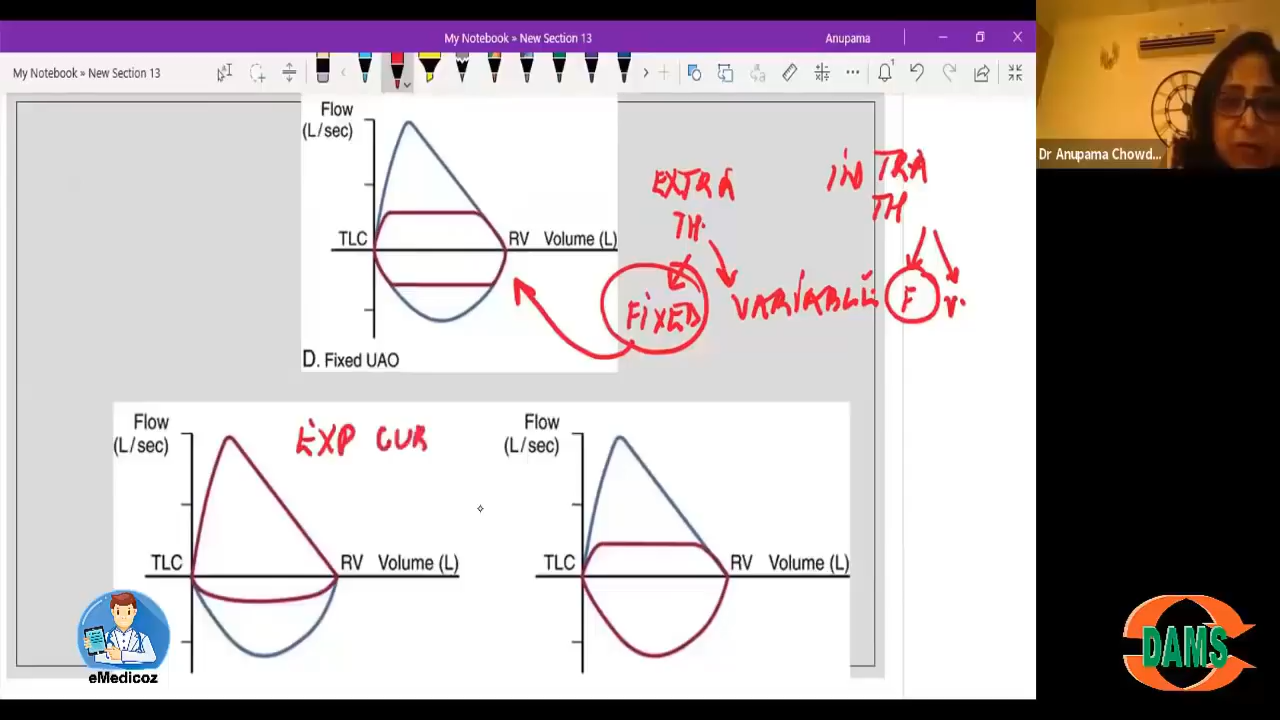 My Notebook » New Section 13
Anupama
My Notebook » New Section 13
Dr Anupama Chowd...
Flow
(L/sec)
TLC
RV Volume (L)
D. Fixed UAO
EXTRA
TH.
FIXED
VARIABLE
INTRA
TH
F
V.
Flow
(L/sec)
EXP CUR
TLC
RV Volume (L)
Flow
(L/sec)
TLC
RV Volume (L)
eMedicoz
DAMS